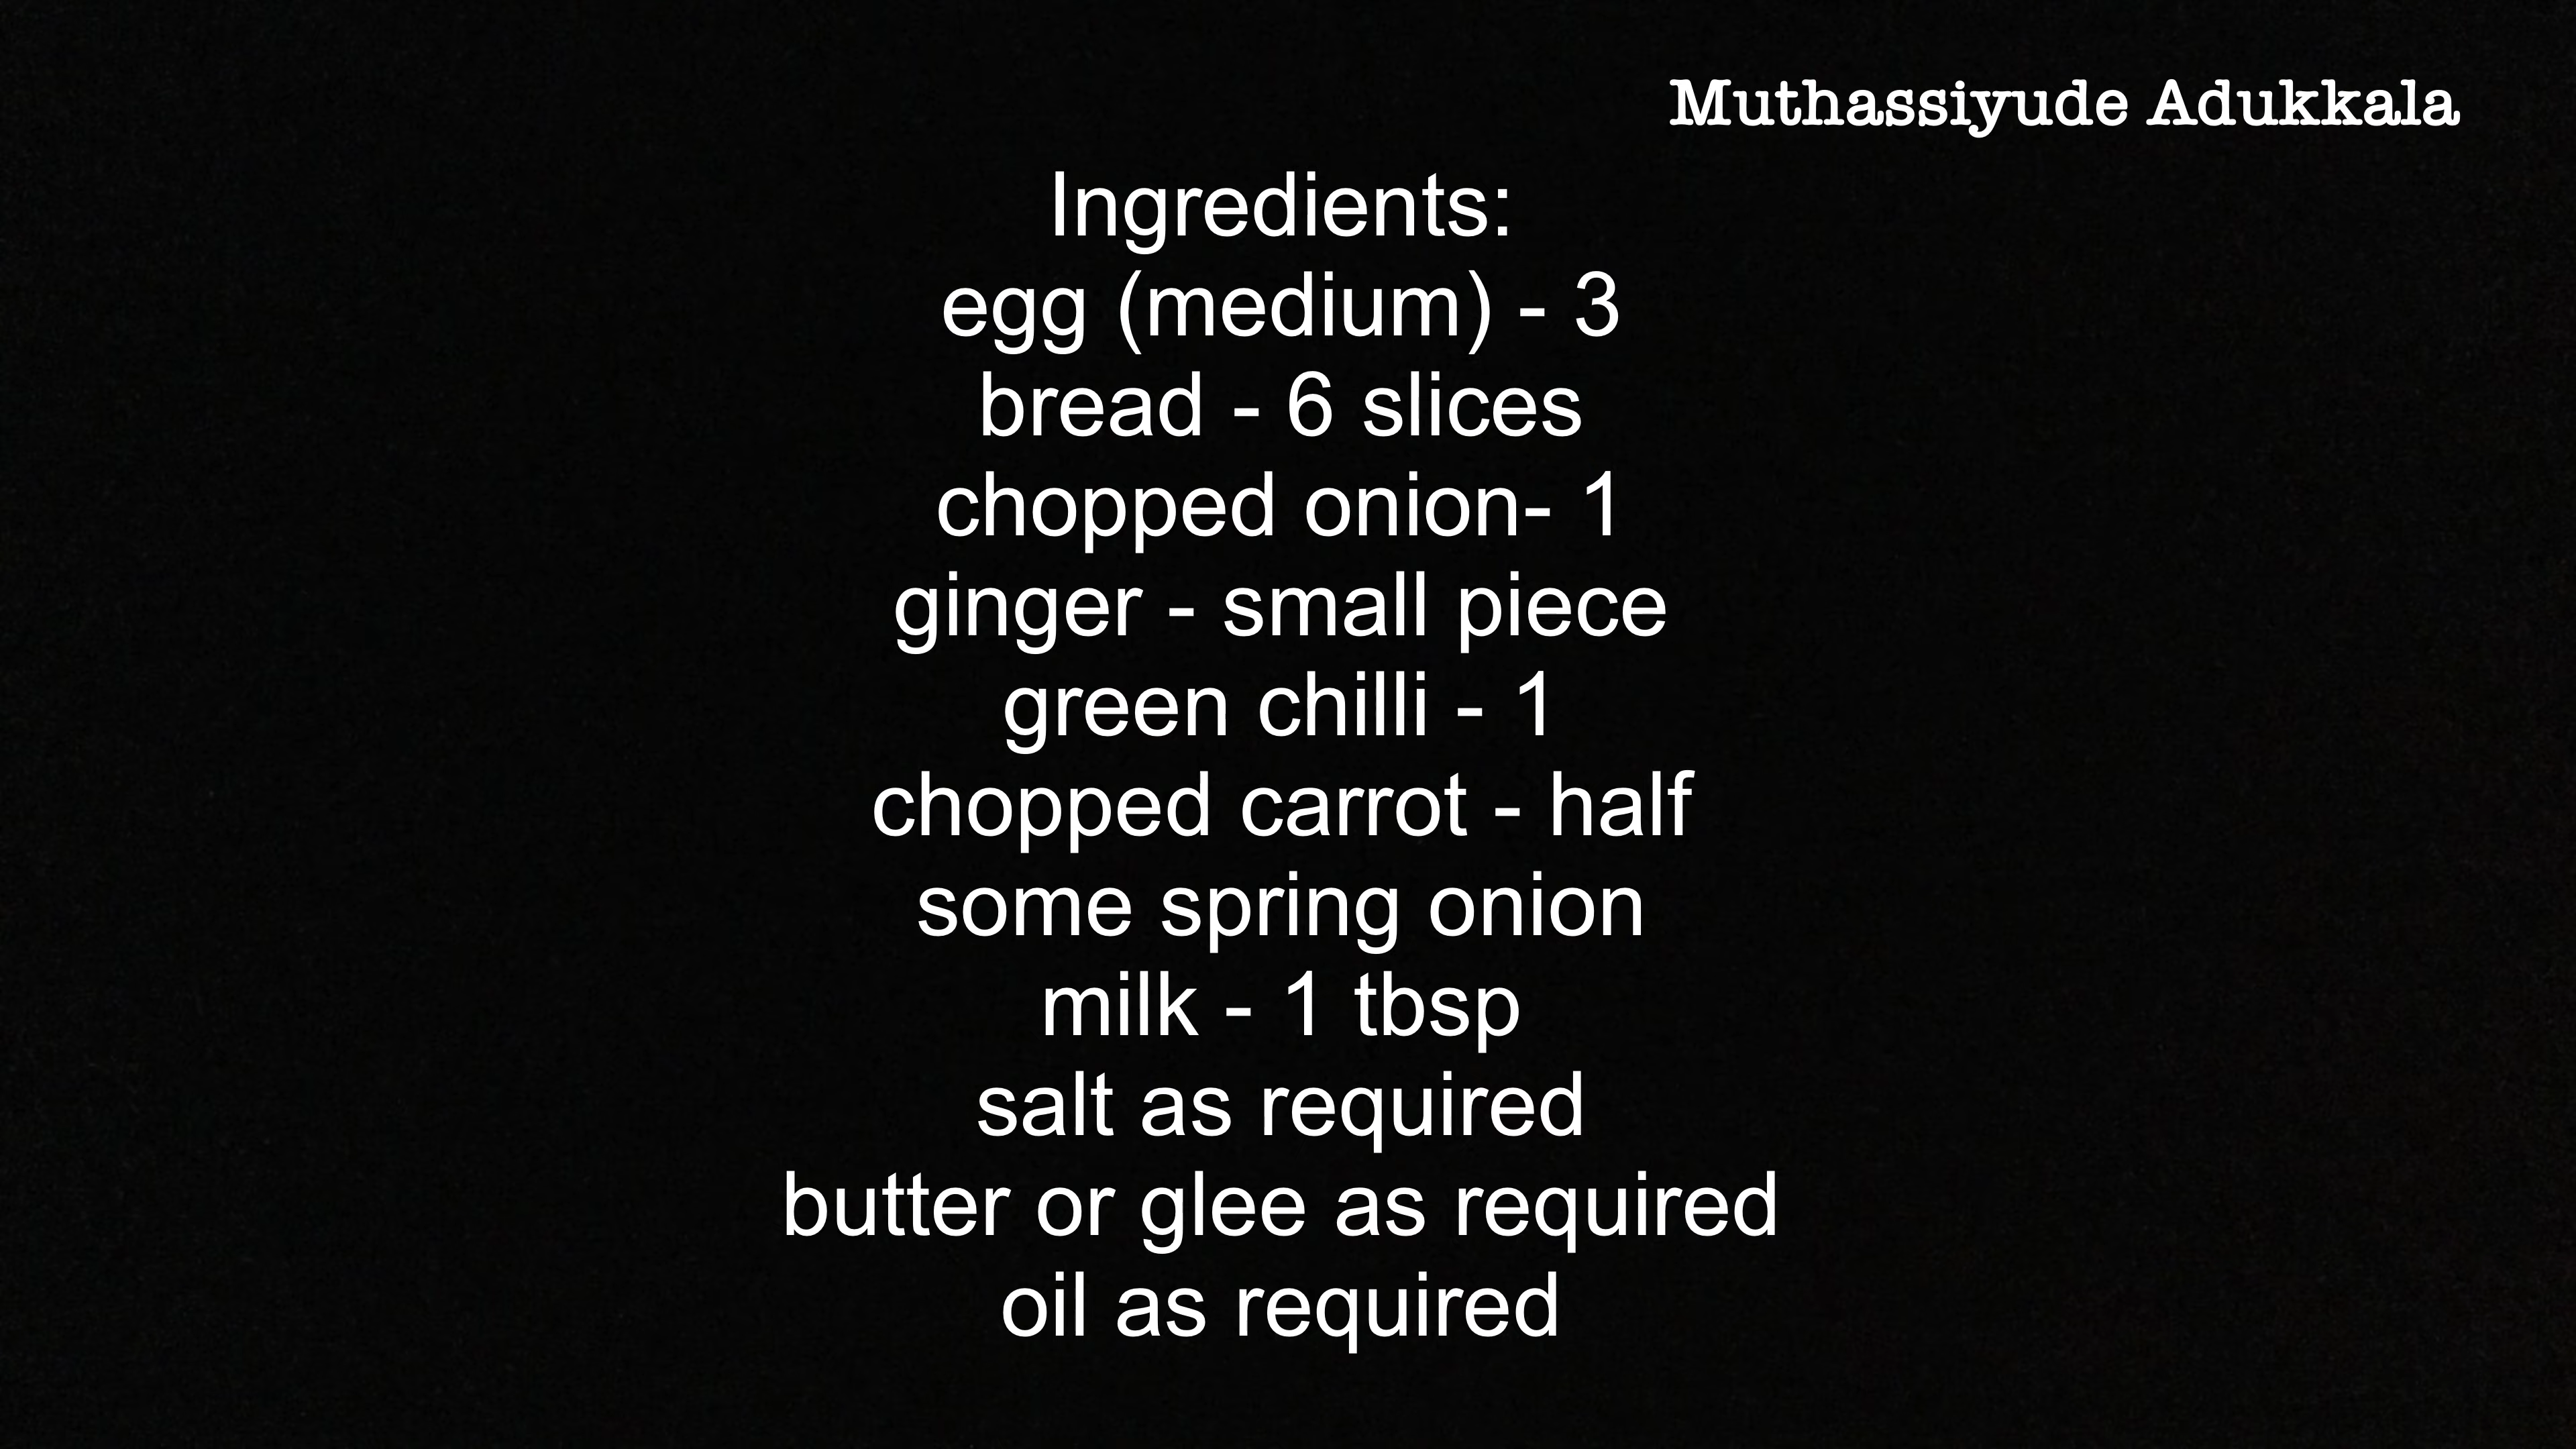 Muthassiyude Adukkala
Ingredients:
egg (medium) - 3
bread - 6 slices
chopped onion- 1
ginger - small piece
green chilli - 1
chopped carrot - half
some spring onion
milk - 1 tbsp
salt as required
butter or glee as required
oil as required